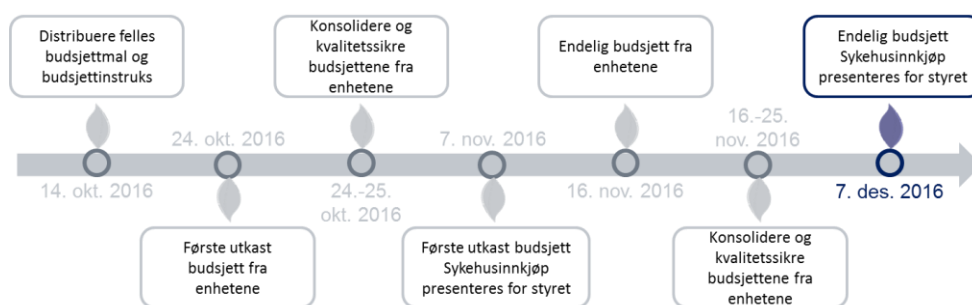 Distribuere felles
budsjettmal og
budsjettinstruks
Konsolidere og
kvalitetssikre
budsjettene fra
enhetene
Endelig budsjett fra
enhetene
Endelig budsjett
Sykehusinnkjøp
presenteres for styret
24. okt. 2016
7. nov. 2016
16.-25.
nov. 2016
14. okt. 2016
24.-25.
okt. 2016
16. nov. 2016
7. des. 2016
Første utkast
budsjett fra
enhetene
Første utkast budsjett
Sykehusinnkjøp
presenteres for styret
Konsolidere og
kvalitetssikre
budsjettene fra
enhetene